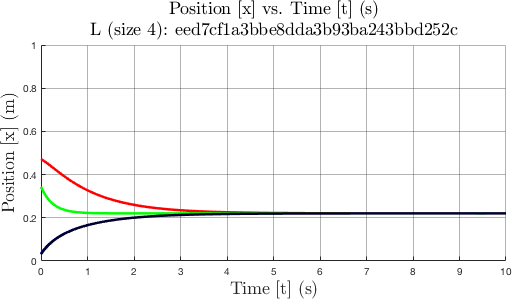 Position [x] vs. Time [t] (s)
L (size 4): eed7cf1a3bbe8dda3b93ba243bbd252c
Position [x] (m)
1
0.8
0.6
0.4
0.2
0
0 1 2 3 4 5 6 7 8 9 10
Time [t] (s)